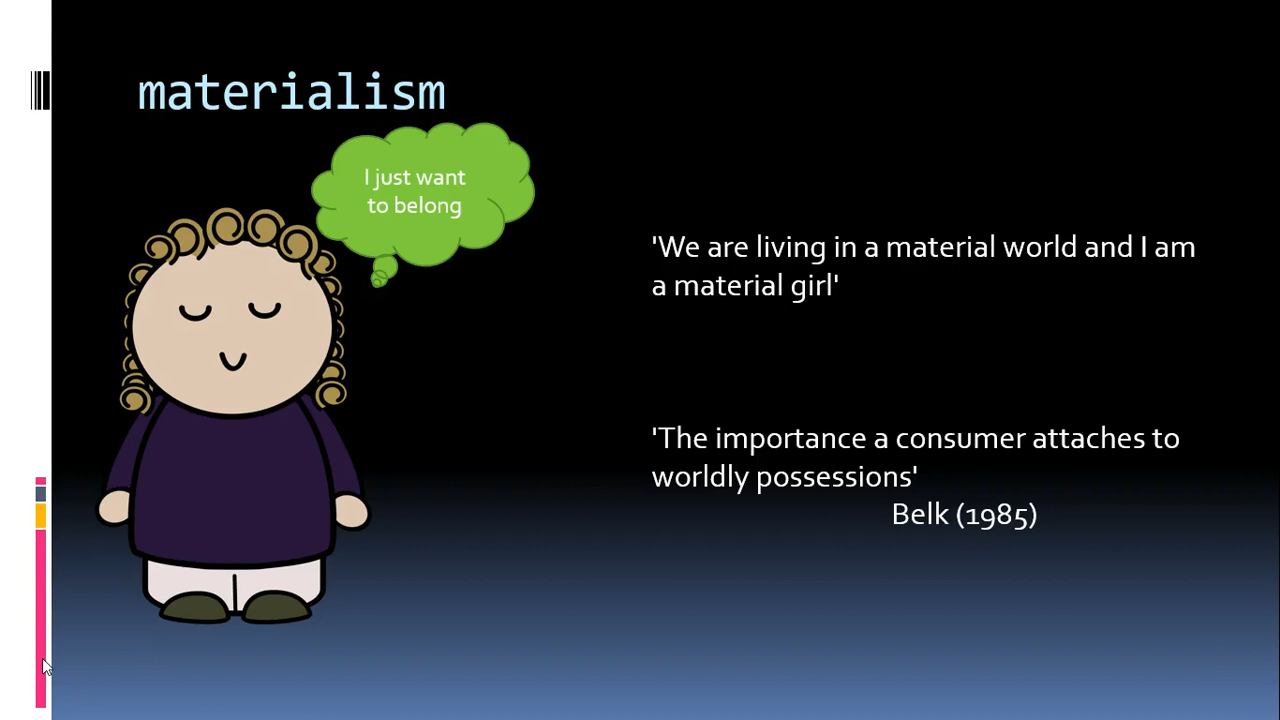 materialism
I just want
to belong
'We are living in a material world and I am
a material girl'
'The importance a consumer attaches to
worldly possessions'
Belk (1985)